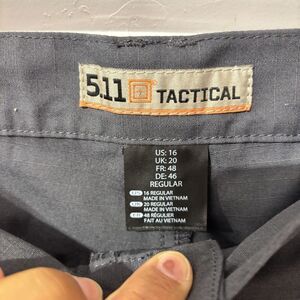 5.11 TACTICAL
US: 16
UK: 20
FR: 48
DE: 46
REGULAR
16 REGULAR
MADE IN VIETNAM
20 REGULAR
MADE IN VIETNAM
48 RÉGULIER
FAIT AU VIETNAM